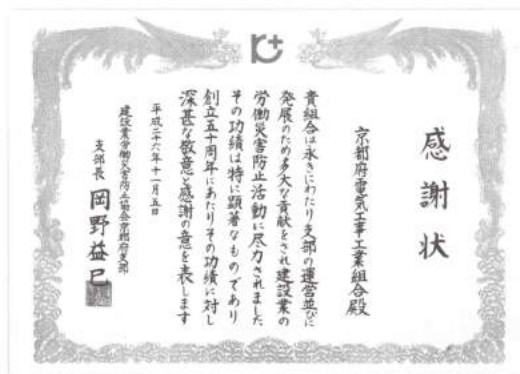 感謝状
京都府電気工事工業組合殿
貴組合は永きにわたり支部の運営並びに
発展のため多大な貢献をされ建設業の
労働災害防止活動に尽力されました
その功績は特に顕著なものであり
創立五十周年にあたりその功績に対し
深甚な敬意と感謝の意を表します
平成二十六年十一月五日
建設業労働災害防止協会京都府支部
支部長 岡野益巳